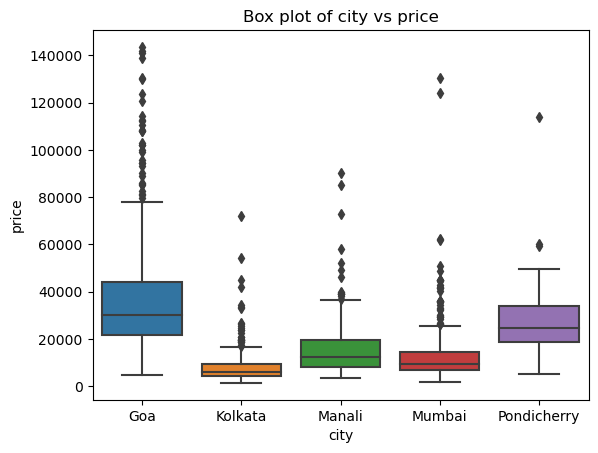 Box plot of city vs price
140000
120000
100000
80000
60000
40000
20000
0
price
Goa Kolkata Manali Mumbai Pondicherry
city